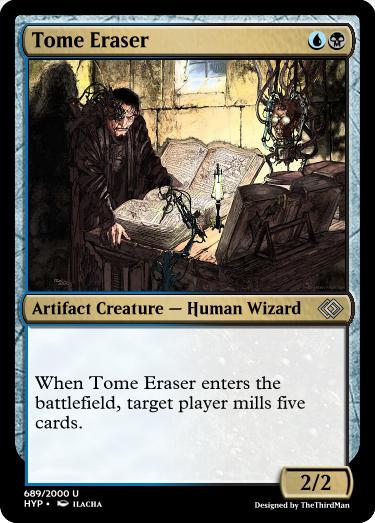 Tome Eraser
Artifact Creature — Human Wizard
When Tome Eraser enters the
battlefield, target player mills five
cards.
2/2
689/2000 U
HYP • ILACHA
Designed by TheThirdMan